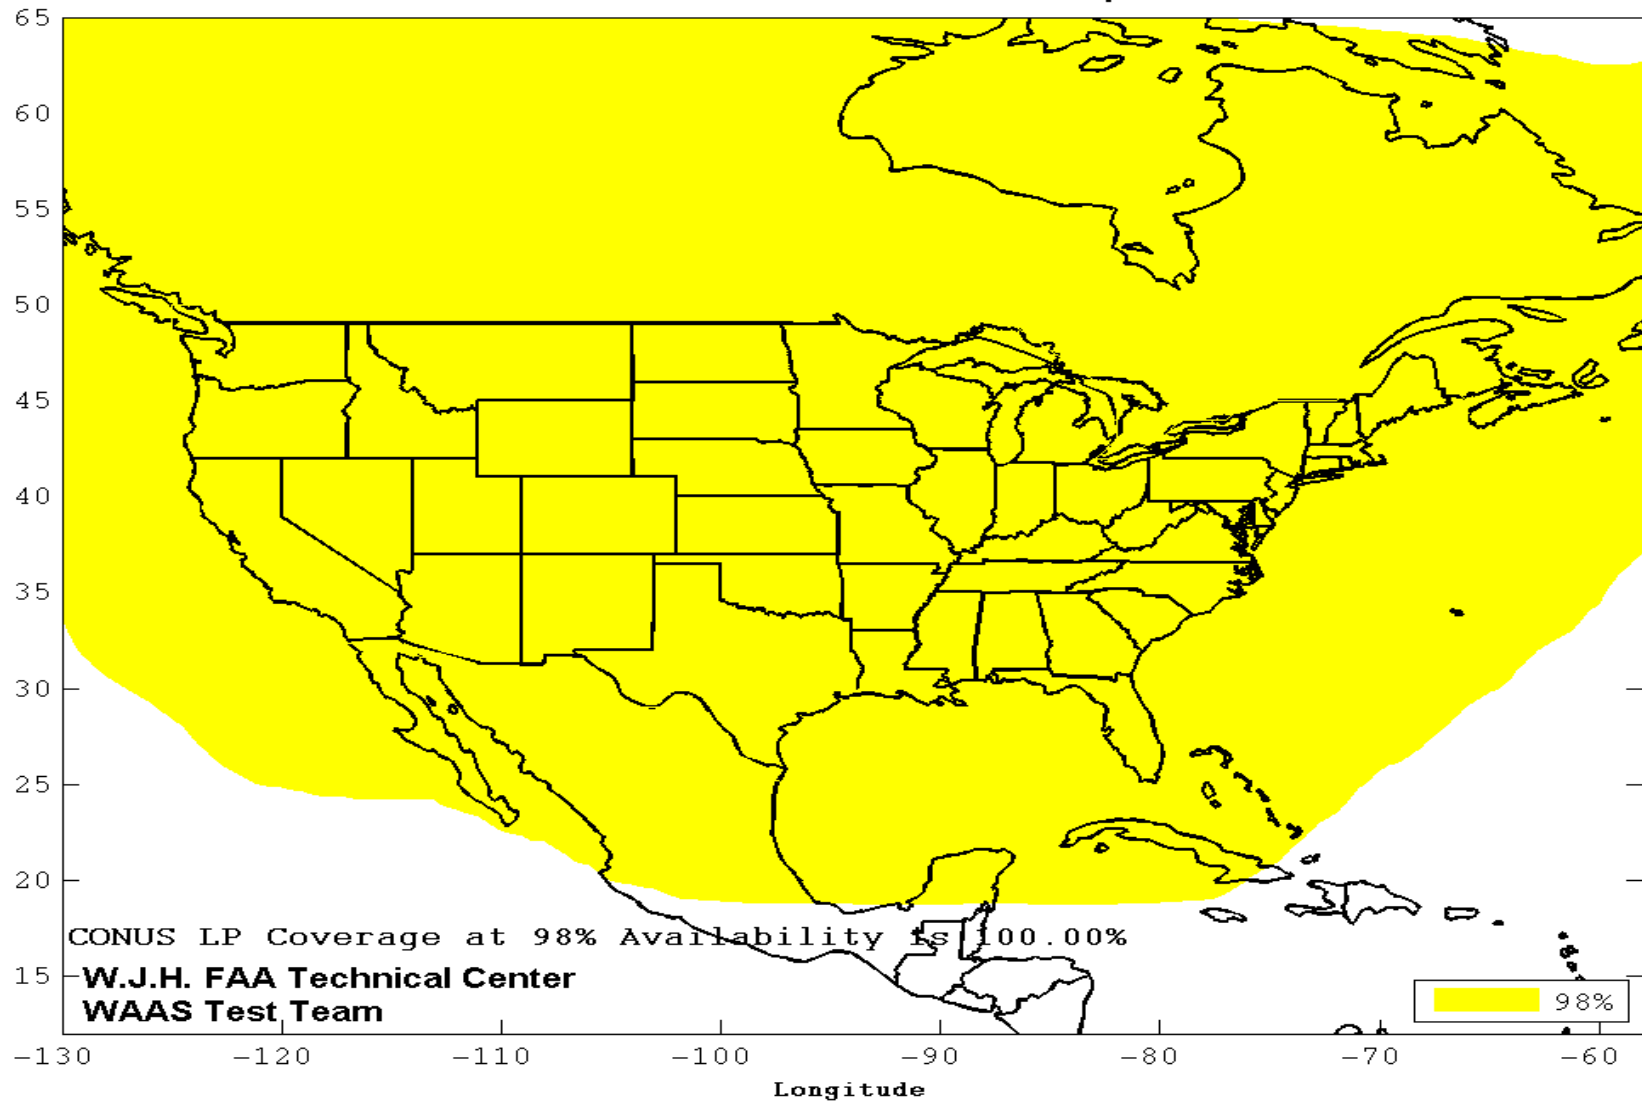 65
60
55
50
45
40
35
30
25
20
CONUS LP Coverage at 98% Availability is 100.00%
15
W.J.H. FAA Technical Center
WAAS Test Team
98%
-130 -120 -110 -100 -90 -80 -70 -60
Longitude